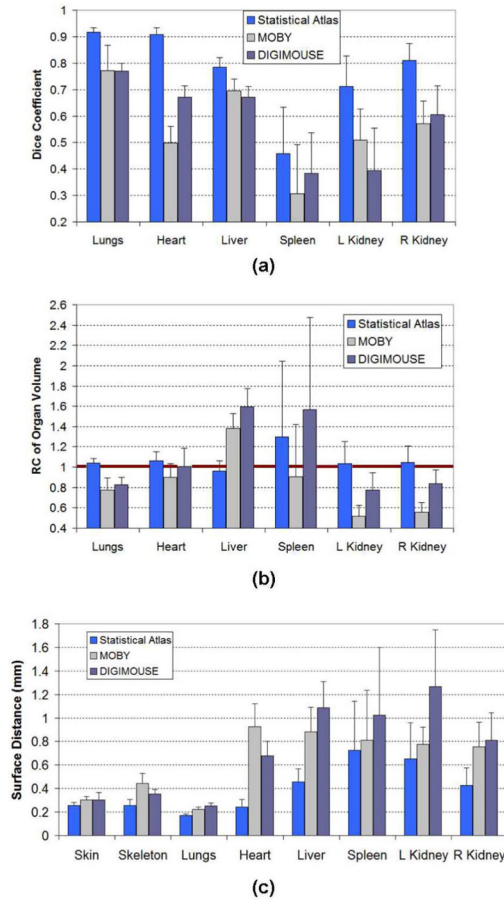 1
0.9
0.8
0.7
0.6
0.5
0.4
0.3
0.2
Dice Coefficient
Statistical Atlas
MOBY
DIGIMOUSE
Lungs Heart Liver Spleen L Kidney R Kidney
(a)
2.6
2.4
2.2
2
1.8
1.6
1.4
1.2
1
0.8
0.6
0.4
RC of Organ Volume
Statistical Atlas
MOBY
DIGIMOUSE
Lungs Heart Liver Spleen L Kidney R Kidney
(b)
1.8
1.6
1.4
1.2
1
0.8
0.6
0.4
0.2
0
Surface Distance (mm)
Statistical Atlas
MOBY
DIGIMOUSE
Skin Skeleton Lungs Heart Liver Spleen L Kidney R Kidney
(c)